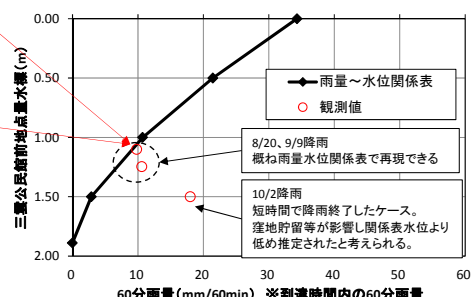 0.00
0.50
1.00
1.50
2.00
三雲公民館前地点量水標(m)
雨量～水位関係表
観測値
8/20、9/9降雨
概ね雨量水位関係表で再現できる
10/2降雨
短時間で降雨終了したケース。
窪地貯留等が影響し関係表水位より
低め推定されたと考えられる。
0 10 20 30 40 50 60
60分雨量(mm/60min) ※到達時間内の60分雨量